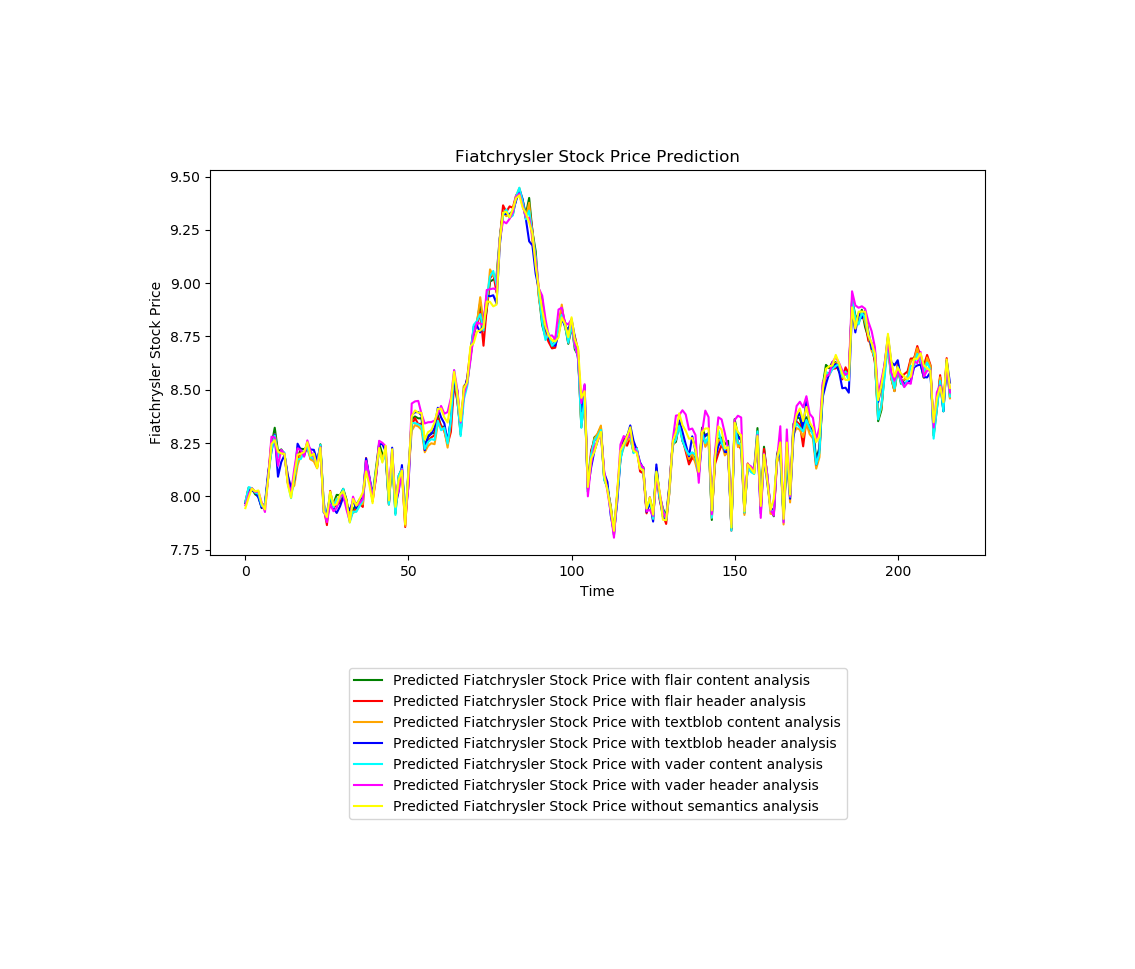 Fiatchrysler Stock Price Prediction
9.50
9.25
9.00
8.75
8.50
8.25
8.00
7.75
Fiatchrysler Stock Price
0 50 100 150 200
Time
Predicted Fiatchrysler Stock Price with flair content analysis
Predicted Fiatchrysler Stock Price with flair header analysis
Predicted Fiatchrysler Stock Price with textblob content analysis
Predicted Fiatchrysler Stock Price with textblob header analysis
Predicted Fiatchrysler Stock Price with vader content analysis
Predicted Fiatchrysler Stock Price with vader header analysis
Predicted Fiatchrysler Stock Price without semantics analysis